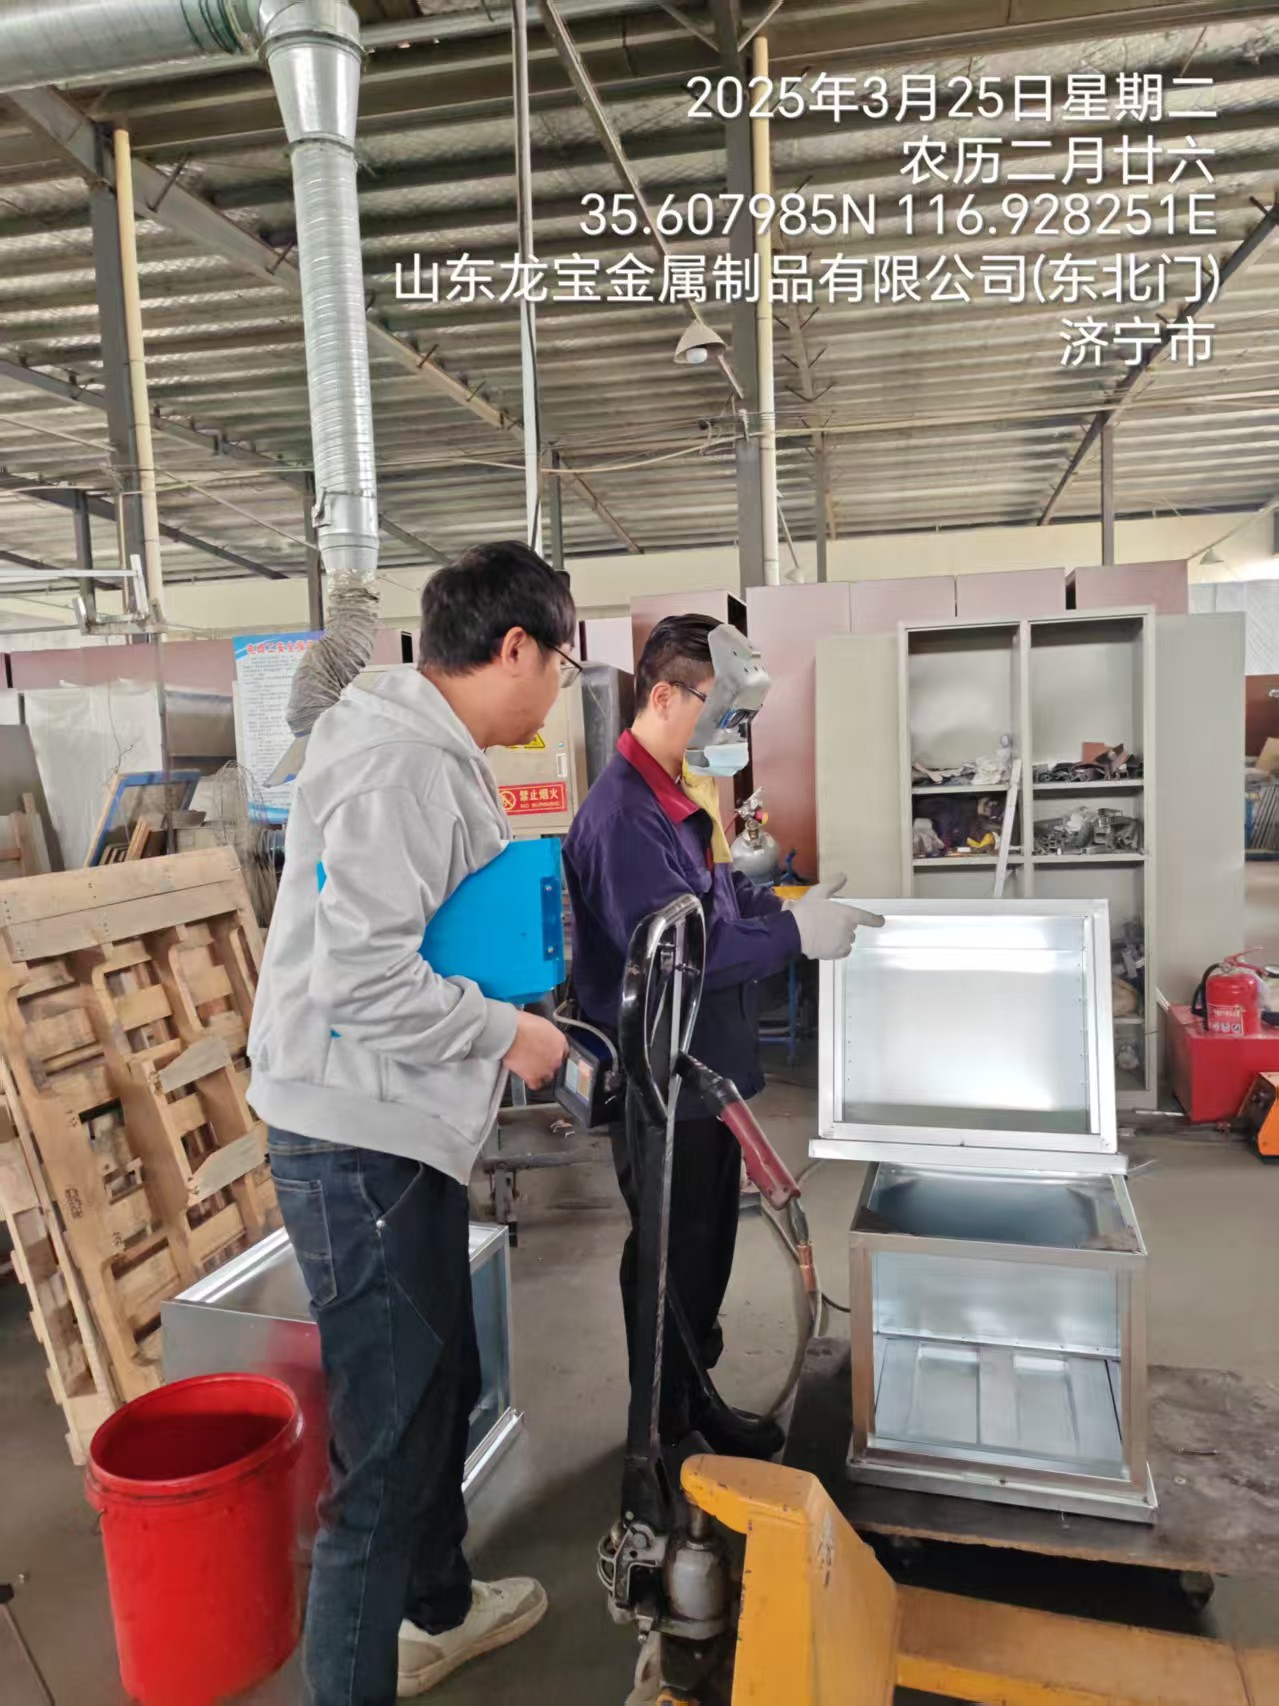 2025年3月25日星期二
农历二月廿六
35.607985N 116.928251E
山东龙宝金属制品有限公司(东北门)
济宁市
禁止烟火
NO BURNING